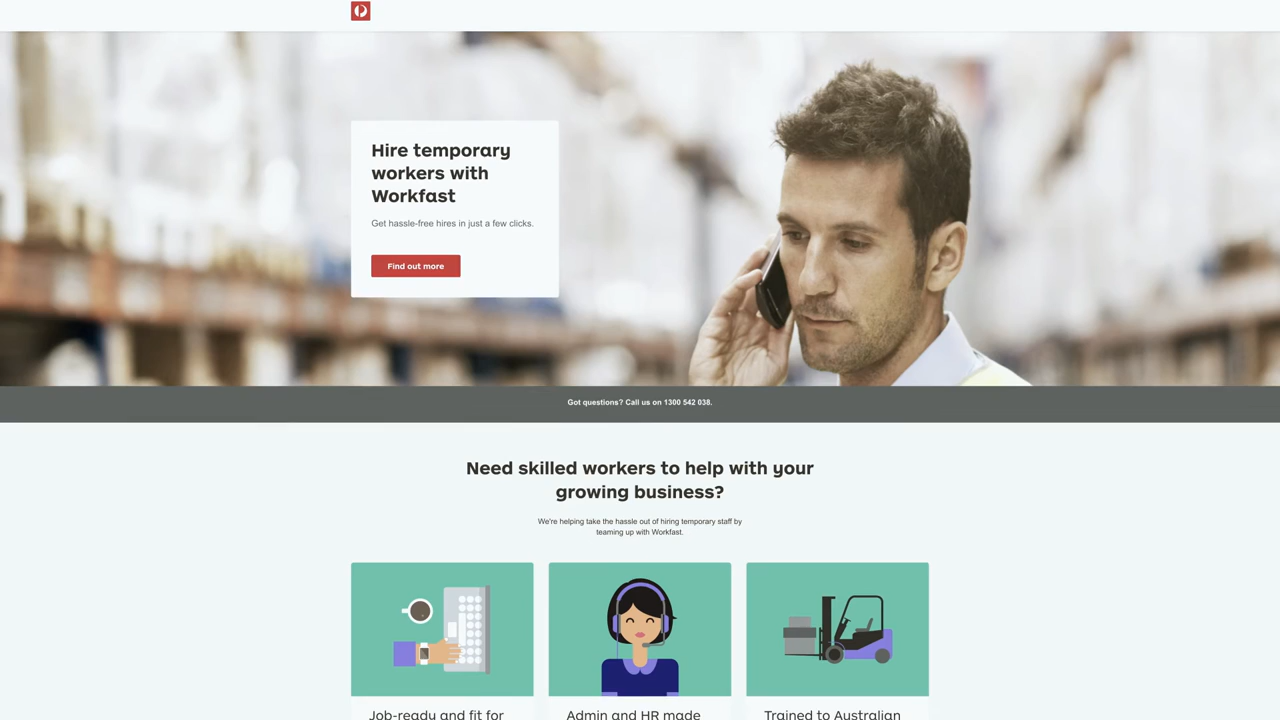 Hire temporary
workers with
Workfast
Get hassle-free hires in just a few clicks.
Find out more
Got questions? Call us on 1300 542 038.
Need skilled workers to help with your
growing business?
We're helping take the hassle out of hiring temporary staff by
teaming up with Workfast.
Job-ready and fit for
Admin and HR made
Trained to Australian